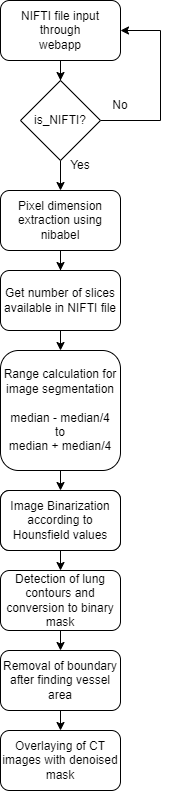 NIFTI file input
through
webapp
is_NIFTI?
No
Yes
Pixel dimension
extraction using
nibabel
Get number of slices
available in NIFTI file
Range calculation for
image segmentation
median - median/4
to
median + median/4
Image Binarization
according to
Hounsfield values
Detection of lung
contours and
conversion to binary
mask
Removal of boundary
after finding vessel
area
Overlaying of CT
images with denoised
mask